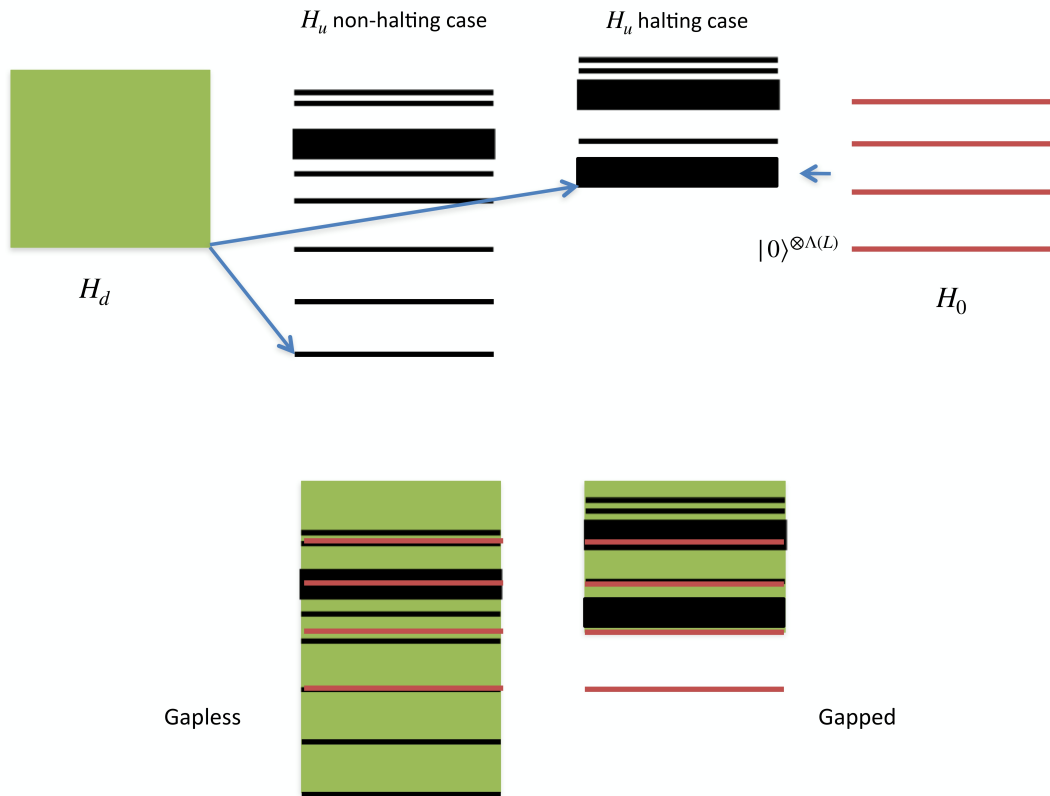 H_u non-halting case
H_u halting case
|0⟩^{⊗Λ(L)}
H_d
H_0
Gapless
Gapped